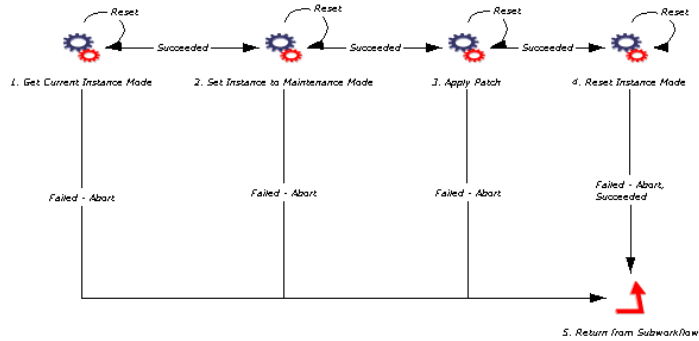 Reset
Reset
Reset
Reset
Succeeded
Succeeded
Succeeded
1. Get Current Instance Mode
2. Set Instance to Maintenance Mode
3. Apply Patch
4. Reset Instance Mode
Failed - Abort
Failed - Abort
Failed - Abort
Failed - Abort,
Succeeded
5. Return from Subworkflow